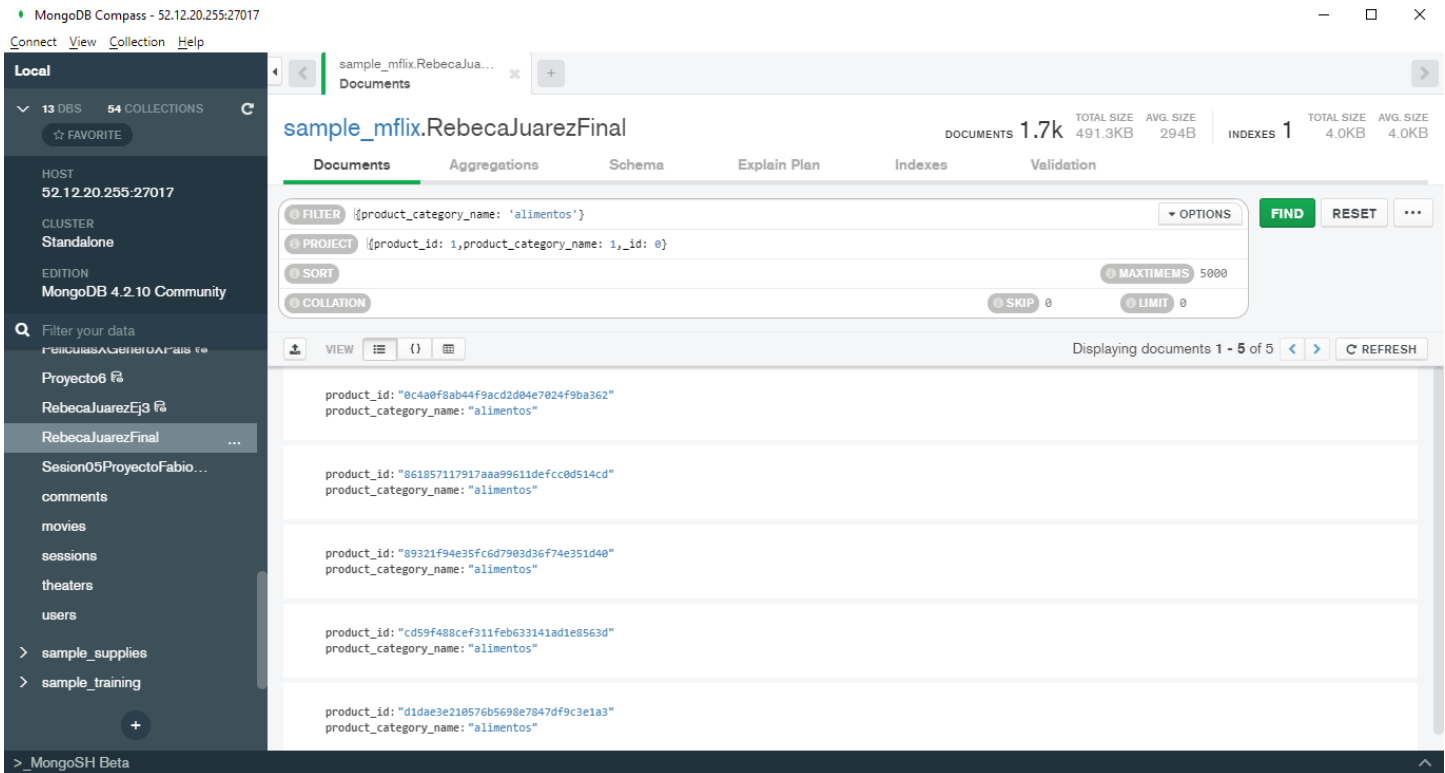 MongoDB Compass - 52.12.20.255:27017
Connect View Collection Help
Local
13 DBS 54 COLLECTIONS
☆ FAVORITE
HOST
52.12.20.255:27017
CLUSTER
Standalone
EDITION
MongoDB 4.2.10 Community
Filter your data
PeliculasXGeneroXPais
Proyecto6
RebecaJuarezEj3
RebecaJuarezFinal ...
Sesion05ProyectoFabio...
comments
movies
sessions
theaters
users
> sample_supplies
> sample_training
+
>_MongoSH Beta
sample_mflix.RebecaJua...
Documents
+
sample_mflix.RebecaJuarezFinal
DOCUMENTS 1.7k TOTAL SIZE 491.3KB AVG. SIZE 294B INDEXES 1 TOTAL SIZE 4.0KB AVG. SIZE 4.0KB
Documents Aggregations Schema Explain Plan Indexes Validation
FILTER {product_category_name: 'alimentos'} OPTIONS FIND RESET ...
PROJECT {product_id: 1,product_category_name: 1,_id: 0}
SORT MAXTIMEMS 5000
COLLATION SKIP 0 LIMIT 0
VIEW {} Displaying documents 1 - 5 of 5 < > REFRESH
product_id: "0c4a0f8ab44f9acd2d04e7024f9ba362"
product_category_name: "alimentos"
product_id: "861857117917aaa99611defcc0d514cd"
product_category_name: "alimentos"
product_id: "89321f94e35fc6d7903d36f74e351d40"
product_category_name: "alimentos"
product_id: "cd59f488cef311feb633141ad1e8563d"
product_category_name: "alimentos"
product_id: "d1dae3e210576b5698e7847df9c3e1a3"
product_category_name: "alimentos"